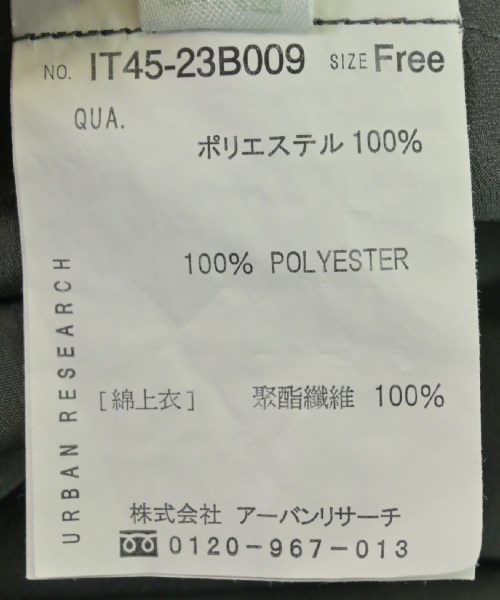 NO. IT45-23B009 SIZE Free
QUA.
ポリエステル 100%
100% POLYESTER
URBAN RESEARCH
[綿上衣] 聚酯纖維 100%
株式会社 アーバンリサーチ
0120-967-013